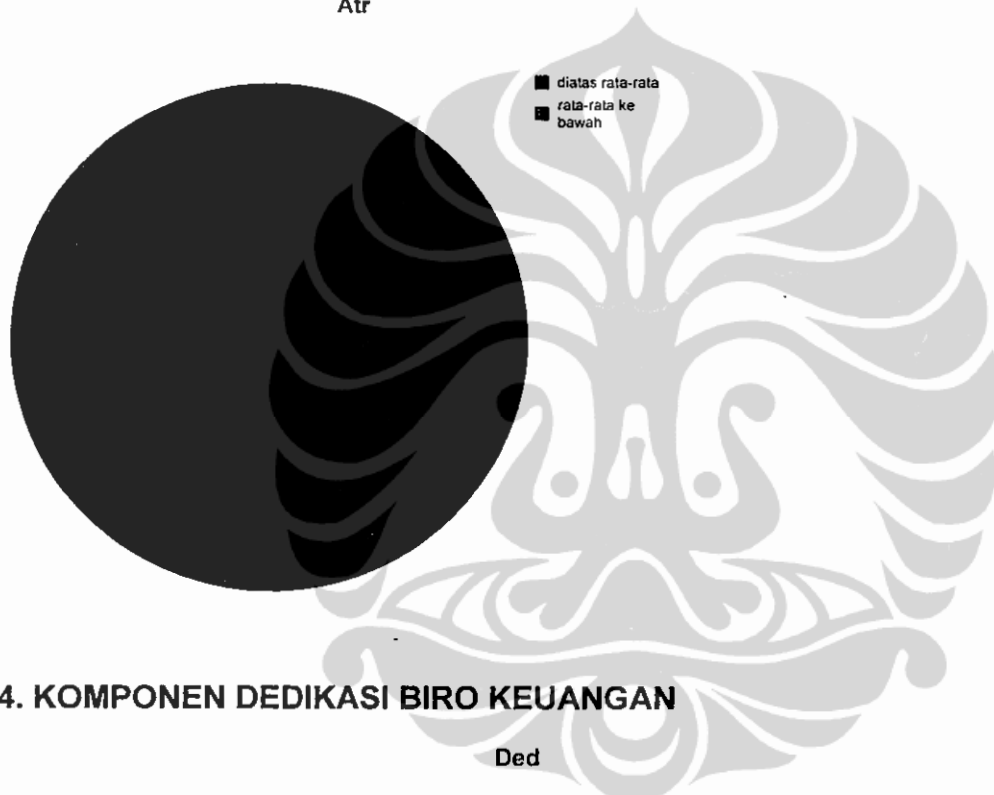 Atr
diatas rata-rata
rata-rata ke
bawah
4. KOMPONEN DEDIKASI BIRO KEUANGAN
Ded